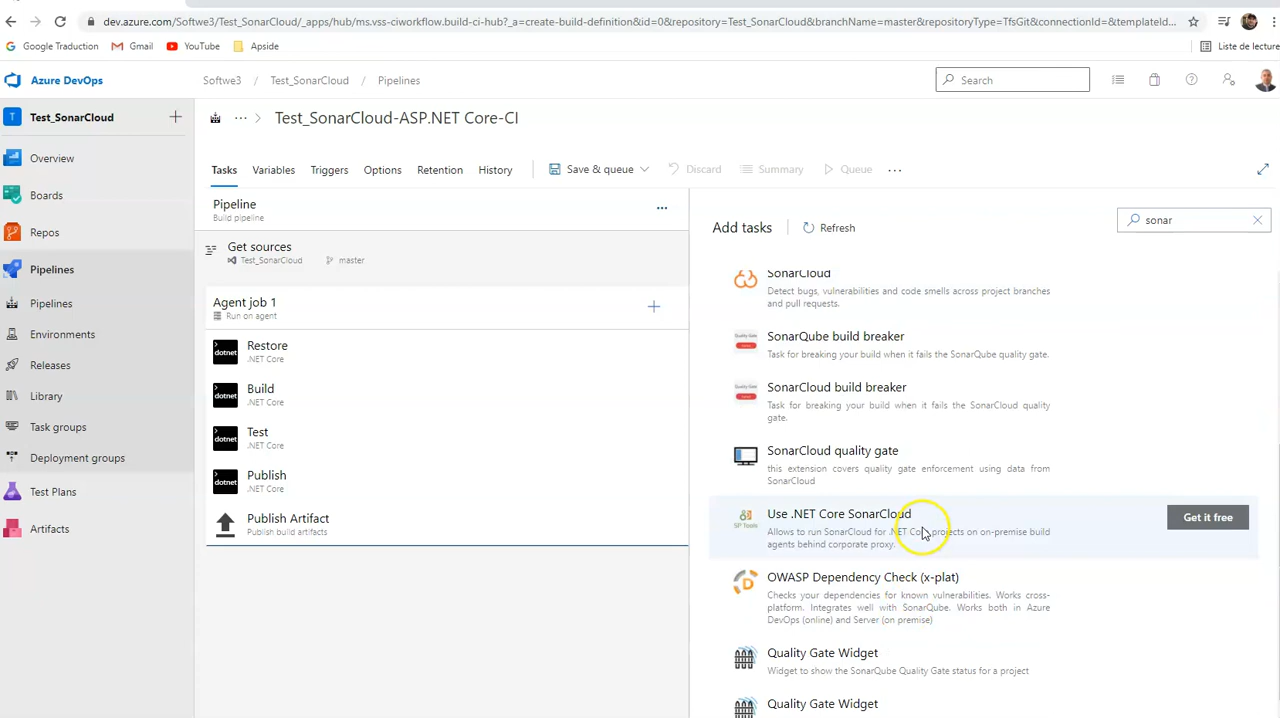 dev.azure.com/Softwe3/Test_SonarCloud/_apps/hub/ms.vss-ciworkflow.build-ci-hub?_a=create-build-definition&id=0&repository=Test_SonarCloud&branchName=master&repositoryType=TfsGit&connectionId=&templateId...
Google Traduction
Gmail
YouTube
Apside
Liste de lecture
Azure DevOps
Softwe3 / Test_SonarCloud / Pipelines
Search
T
Test_SonarCloud
Test_SonarCloud-ASP.NET Core-CI
Overview
Boards
Repos
Pipelines
Pipelines
Environments
Releases
Library
Task groups
Deployment groups
Test Plans
Artifacts
Tasks Variables Triggers Options Retention History
Save & queue Discard Summary Queue ...
Pipeline
Build pipeline
Get sources
Test_SonarCloud master
Agent job 1
Run on agent
dotnet
Restore
.NET Core
dotnet
Build
.NET Core
dotnet
Test
.NET Core
dotnet
Publish
.NET Core
Publish Artifact
Publish build artifacts
Add tasks
Refresh
sonar
SonarCloud
Detect bugs, vulnerabilities and code smells across project branches
and pull requests.
SonarQube build breaker
Task for breaking your build when it fails the SonarQube quality gate.
SonarCloud build breaker
Task for breaking your build when it fails the SonarCloud quality
gate.
SonarCloud quality gate
this extension covers quality gate enforcement using data from
SonarCloud
SP Tools
Use .NET Core SonarCloud
Allows to run SonarCloud for .NET Core projects on on-premise build
agents behind corporate proxy.
Get it free
OWASP Dependency Check (x-plat)
Checks your dependencies for known vulnerabilities. Works cross-
platform. Integrates well with SonarQube. Works both in Azure
DevOps (online) and Server (on premise)
Quality Gate Widget
Widget to show the SonarQube Quality Gate status for a project
Quality Gate Widget